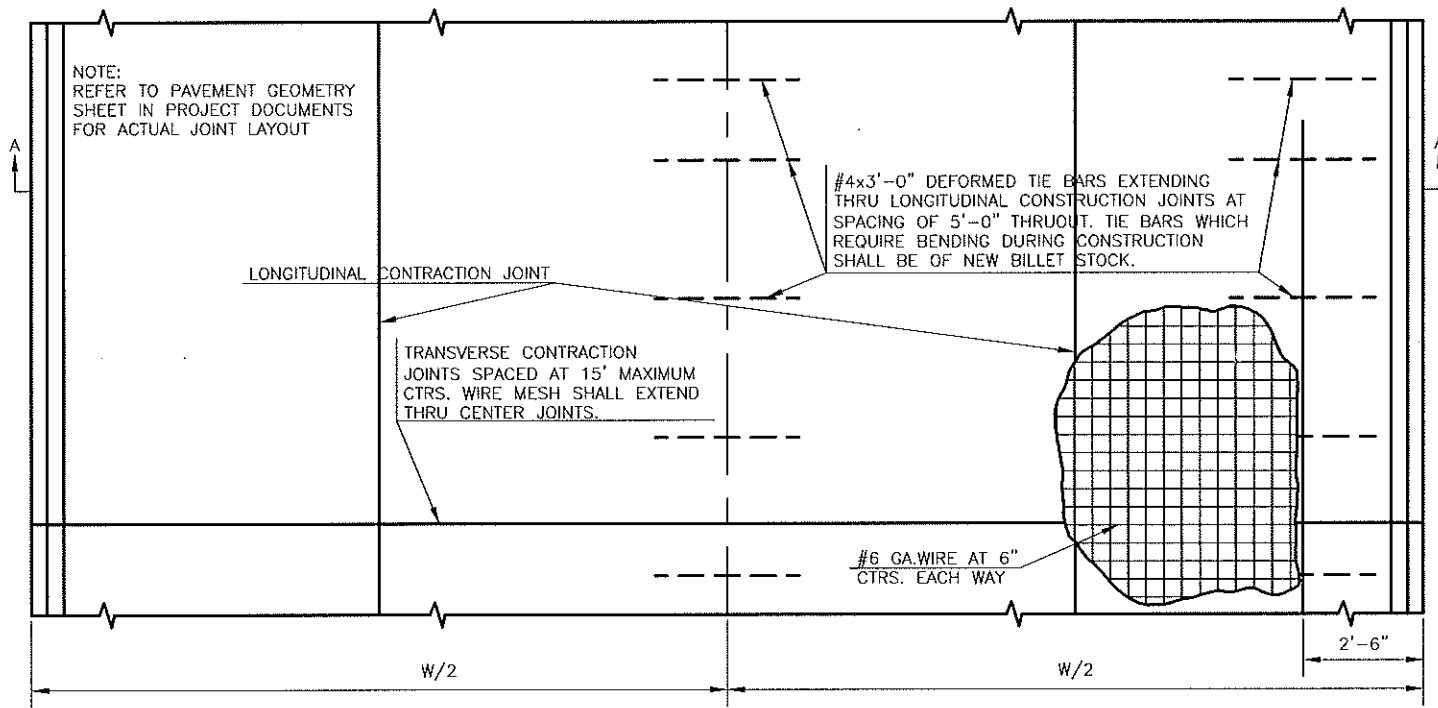 NOTE:
REFER TO PAVEMENT GEOMETRY
SHEET IN PROJECT DOCUMENTS
FOR ACTUAL JOINT LAYOUT
A
A
#4x3'-0" DEFORMED TIE BARS EXTENDING
THRU LONGITUDINAL CONSTRUCTION JOINTS AT
SPACING OF 5'-0" THRUOUT. TIE BARS WHICH
REQUIRE BENDING DURING CONSTRUCTION
SHALL BE OF NEW BILLET STOCK.
LONGITUDINAL CONTRACTION JOINT
TRANSVERSE CONTRACTION
JOINTS SPACED AT 15' MAXIMUM
CTRS. WIRE MESH SHALL EXTEND
THRU CENTER JOINTS.
#6 GA.WIRE AT 6"
CTRS. EACH WAY
2'-6"
W/2
W/2